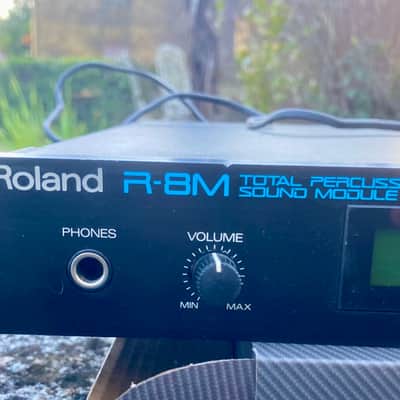 Roland R-8M TOTAL PERCUSS
SOUND MODULE
PHONES
VOLUME
MIN MAX